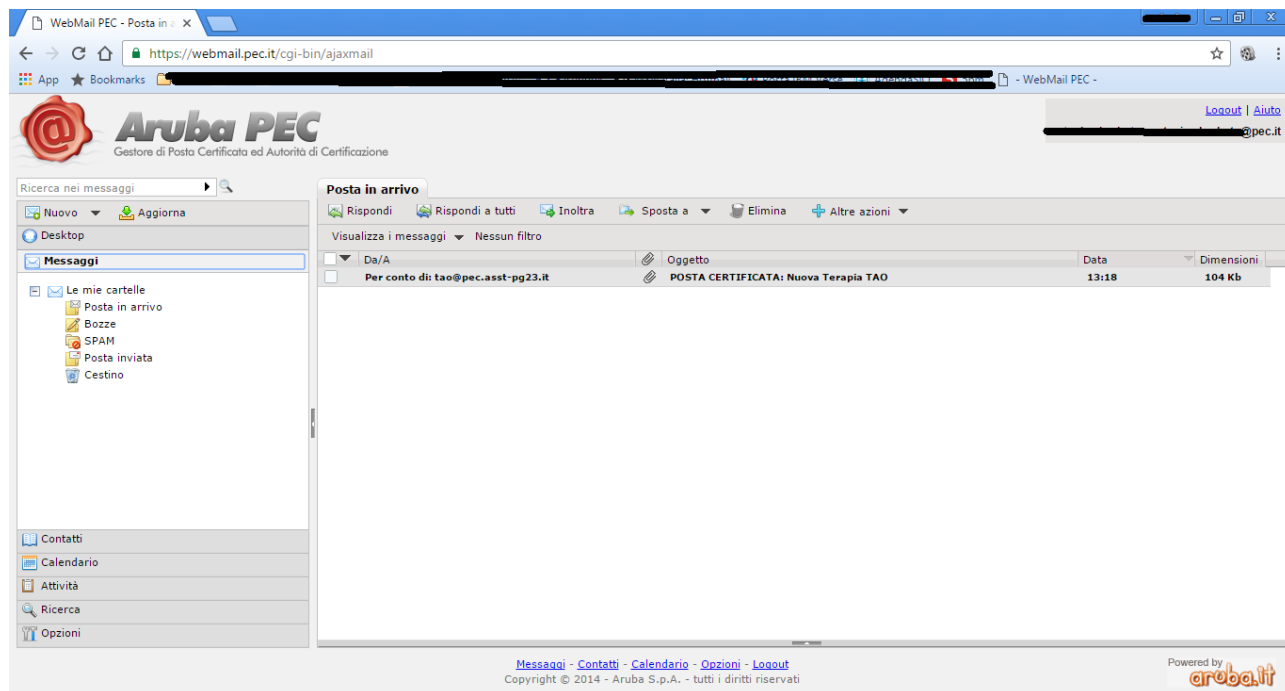 WebMail PEC - Posta in a
https://webmail.pec.it/cgi-bin/ajaxmail
App Bookmarks - WebMail PEC -
Logout | Aiuto
@pec.it
Aruba PEC
Gestore di Posta Certificata ed Autorità di Certificazione
Ricerca nei messaggi
Posta in arrivo
Nuovo Aggiorna
Rispondi Rispondi a tutti Inoltra Sposta a Elimina Altre azioni
Desktop
Visualizza i messaggi Nessun filtro
Messaggi
Da/A Oggetto Data Dimensioni
Per conto di: tao@pec.asst-pg23.it POSTA CERTIFICATA: Nuova Terapia TAO 13:18 104 Kb
Le mie cartelle
Posta in arrivo
Bozze
SPAM
Posta inviata
Cestino
Contatti
Calendario
Attività
Ricerca
Opzioni
Messaggi - Contatti - Calendario - Opzioni - Logout
Copyright © 2014 - Aruba S.p.A. - tutti i diritti riservati
Powered by
aruba.it